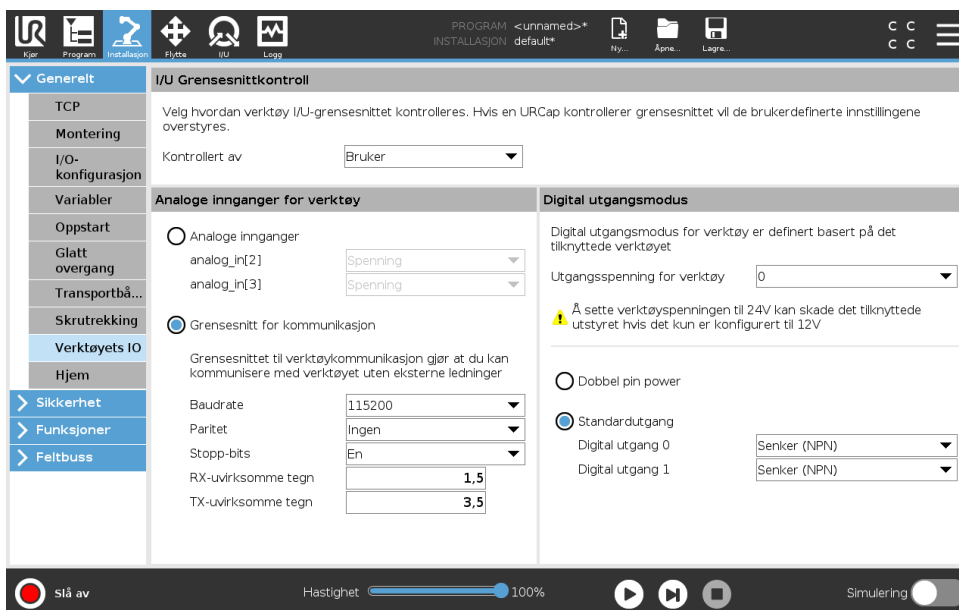 UR
PROGRAM <unnamed>*
INSTALLASJON default*
Kjør Program Installasjon Flytte I/U Logg Ny... Åpne... Lagre...
C C
C C
Generelt
TCP
Montering
I/O-
konfigurasjon
Variabler
Oppstart
Glatt
overgang
Transportbå...
Skrutrekking
Verktøyets IO
Hjem
Sikkerhet
Funksjoner
Feltbuss
I/U Grensesnittkontroll
Velg hvordan verktøy I/U-grensesnittet kontrolleres. Hvis en URCap kontrollerer grensesnittet vil de brukerdefinerte innstillingene
overstyres.
Kontrollert av Bruker
Analoge innganger for verktøy
Analoge innganger
analog_in[2] Spenning
analog_in[3] Spenning
Grensesnitt for kommunikasjon
Grensesnittet til verktøykommunikasjon gjør at du kan
kommunisere med verktøyet uten eksterne ledninger
Baudrate 115200
Paritet Ingen
Stopp-bits En
RX-uvirksomme tegn 1,5
TX-uvirksomme tegn 3,5
Digital utgangsmodus
Digital utgangsmodus for verktøy er definert basert på det
tilknyttede verktøyet
Utgangsspenning for verktøy 0
Å sette verktøyspenningen til 24V kan skade det tilknyttede
utstyret hvis det kun er konfigurert til 12V
Dobbel pin power
Standardutgang
Digital utgang 0 Senker (NPN)
Digital utgang 1 Senker (NPN)
Slå av Hastighet 100% Simulering